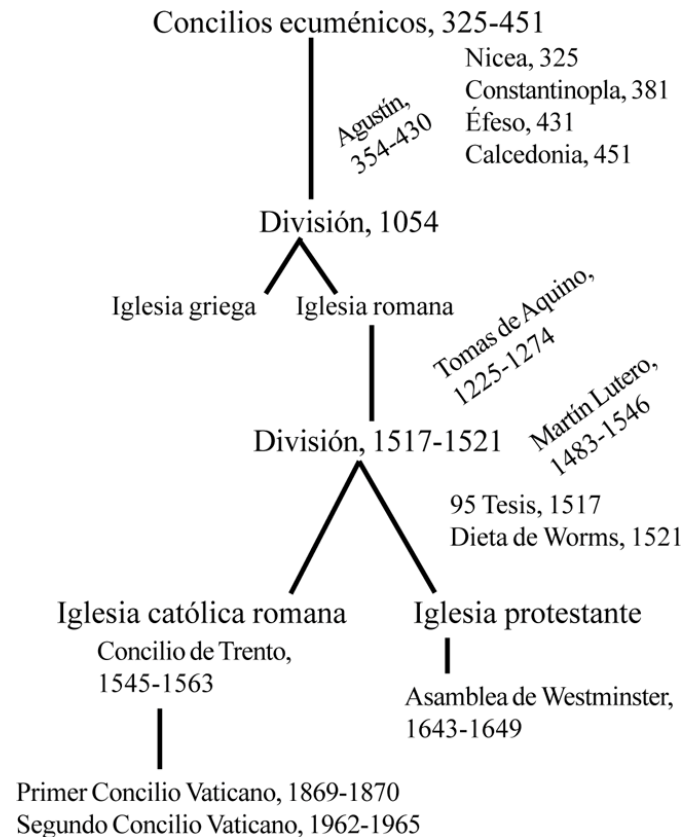 Concilios ecuménicos, 325-451
Nicea, 325
Constantinopla, 381
Éfeso, 431
Calcedonia, 451
Agustín,
354-430
División, 1054
Iglesia griega
Iglesia romana
Tomas de Aquino,
1225-1274
Martín Lutero,
1483-1546
División, 1517-1521
95 Tesis, 1517
Dieta de Worms, 1521
Iglesia católica romana
Concilio de Trento,
1545-1563
Iglesia protestante
Asamblea de Westminster,
1643-1649
Primer Concilio Vaticano, 1869-1870
Segundo Concilio Vaticano, 1962-1965